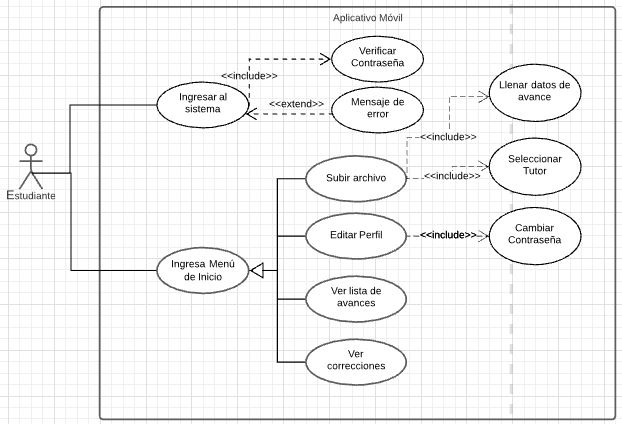 Aplicativo Móvil
Verificar
Contraseña
<<include>>
Ingresar al
sistema
<<extend>>
Mensaje de
error
Llenar datos de
avance
<<include>>
Estudiante
Subir archivo
<<include>>
Seleccionar
Tutor
Editar Perfil
<<include>>
Cambiar
Contraseña
Ingresa Menú
de Inicio
Ver lista de
avances
Ver
correcciones